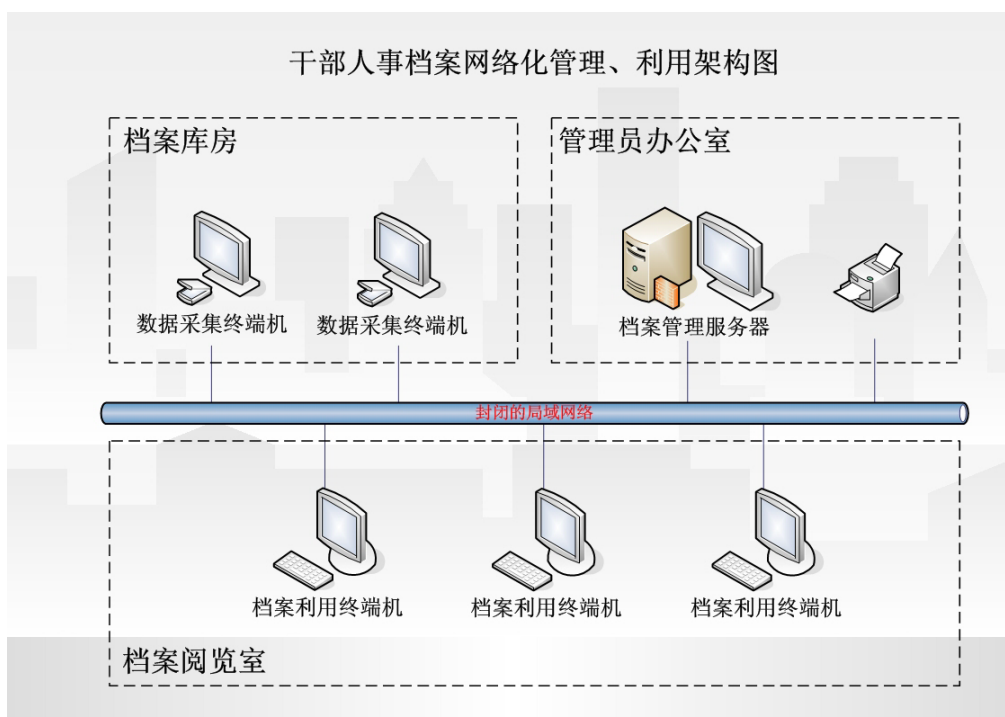 干部人事档案网络化管理、利用架构图
档案库房
管理员办公室
数据采集终端机
数据采集终端机
档案管理服务器
封闭的局域网络
档案利用终端机
档案利用终端机
档案利用终端机
档案阅览室